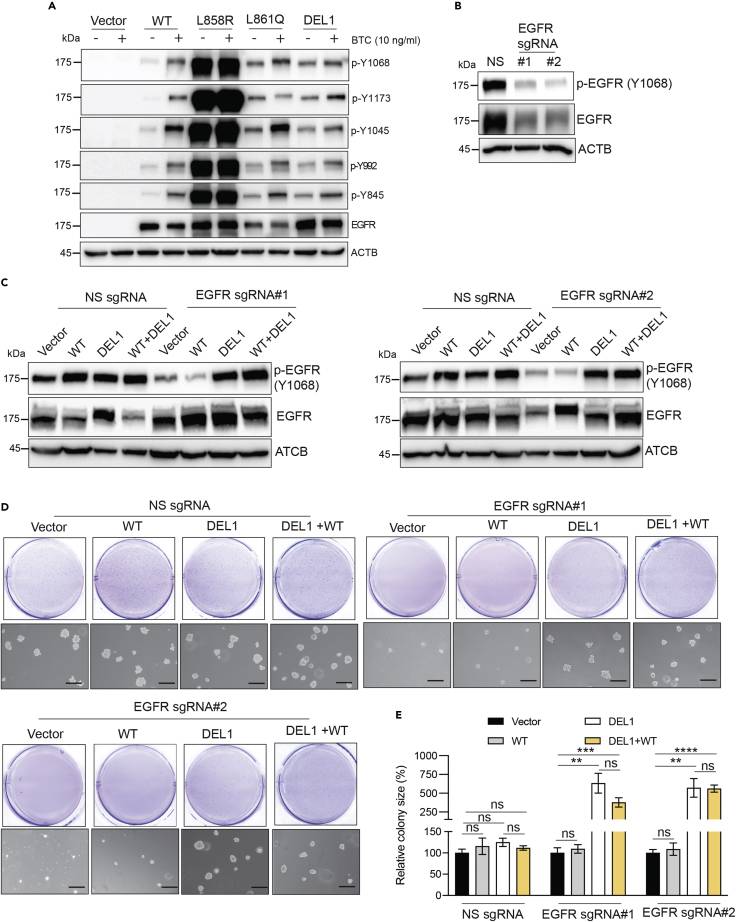 A
Vector WT L858R L861Q DEL1
kDa - + - + - + - + - + BTC (10 ng/ml)
175 p-Y1068
175 p-Y1173
175 p-Y1045
175 p-Y992
175 p-Y845
175 EGFR
45 ACTB
B
EGFR
sgRNA
kDa NS #1 #2
175 p-EGFR (Y1068)
175 EGFR
45 ACTB
C
NS sgRNA EGFR sgRNA#1
kDa Vector WT DEL1 WT+DEL1 Vector WT DEL1 WT+DEL1
175 p-EGFR
(Y1068)
175 EGFR
45 ATCB
NS sgRNA EGFR sgRNA#2
kDa Vector WT DEL1 WT+DEL1 Vector WT DEL1 WT+DEL1
175 p-EGFR
(Y1068)
175 EGFR
45 ATCB
D
NS sgRNA
Vector WT DEL1 DEL1 +WT
EGFR sgRNA#1
Vector WT DEL1 DEL1 +WT
EGFR sgRNA#2
Vector WT DEL1 DEL1 +WT
E
Vector DEL1
WT DEL1+WT
Relative colony size (%)
1000
750
500
250
150
100
50
0
ns
ns
ns ns
***
** ns
ns
****
** ns
ns
NS sgRNA EGFR sgRNA#1 EGFR sgRNA#2